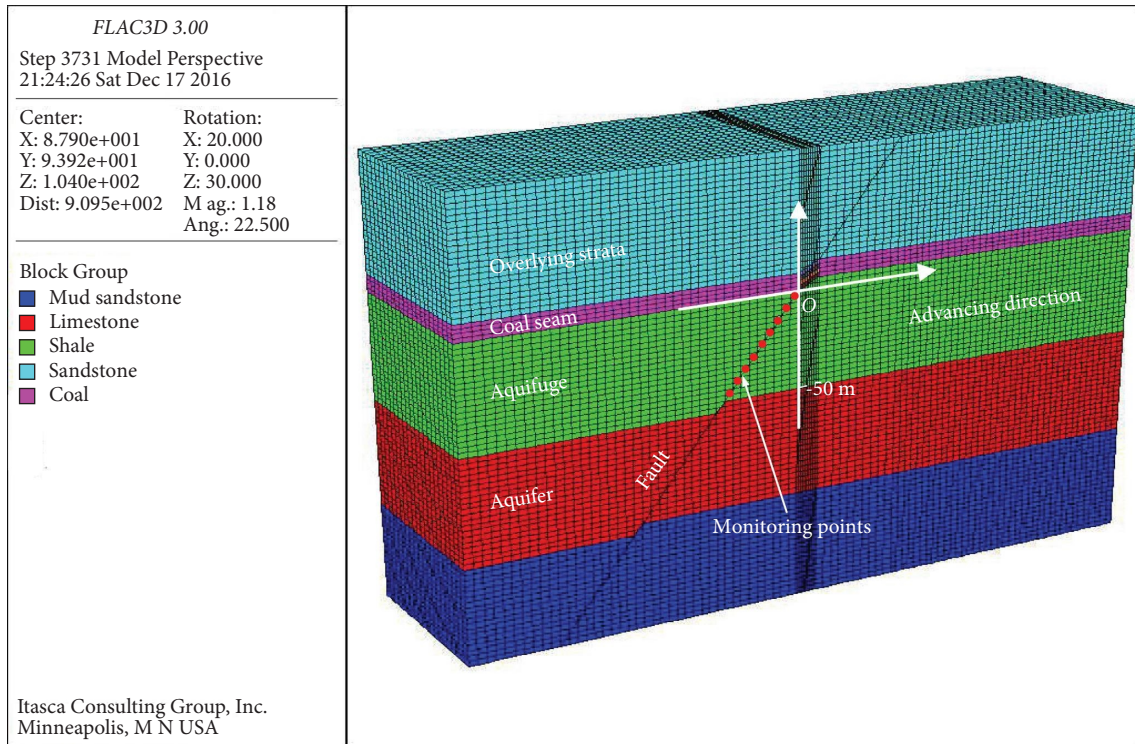 FLAC3D 3.00
Step 3731 Model Perspective
21:24:26 Sat Dec 17 2016
Center:
X: 8.790e+001
Y: 9.392e+001
Z: 1.040e+002
Dist: 9.095e+002
Rotation:
X: 20.000
Y: 0.000
Z: 30.000
M ag.: 1.18
Ang.: 22.500
Block Group
Mud sandstone
Limestone
Shale
Sandstone
Coal
Itasca Consulting Group, Inc.
Minneapolis, M N USA
Overlying strata
Coal seam
O
Advancing direction
Aquifuge
-50 m
Fault
Aquifer
Monitoring points